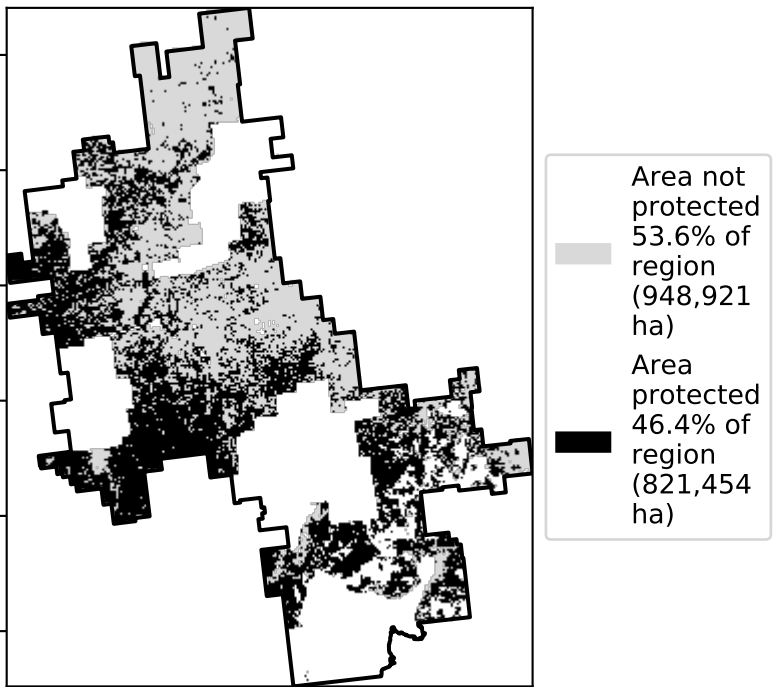 Area not
protected
53.6% of
region
(948,921
ha)
Area
protected
46.4% of
region
(821,454
ha)